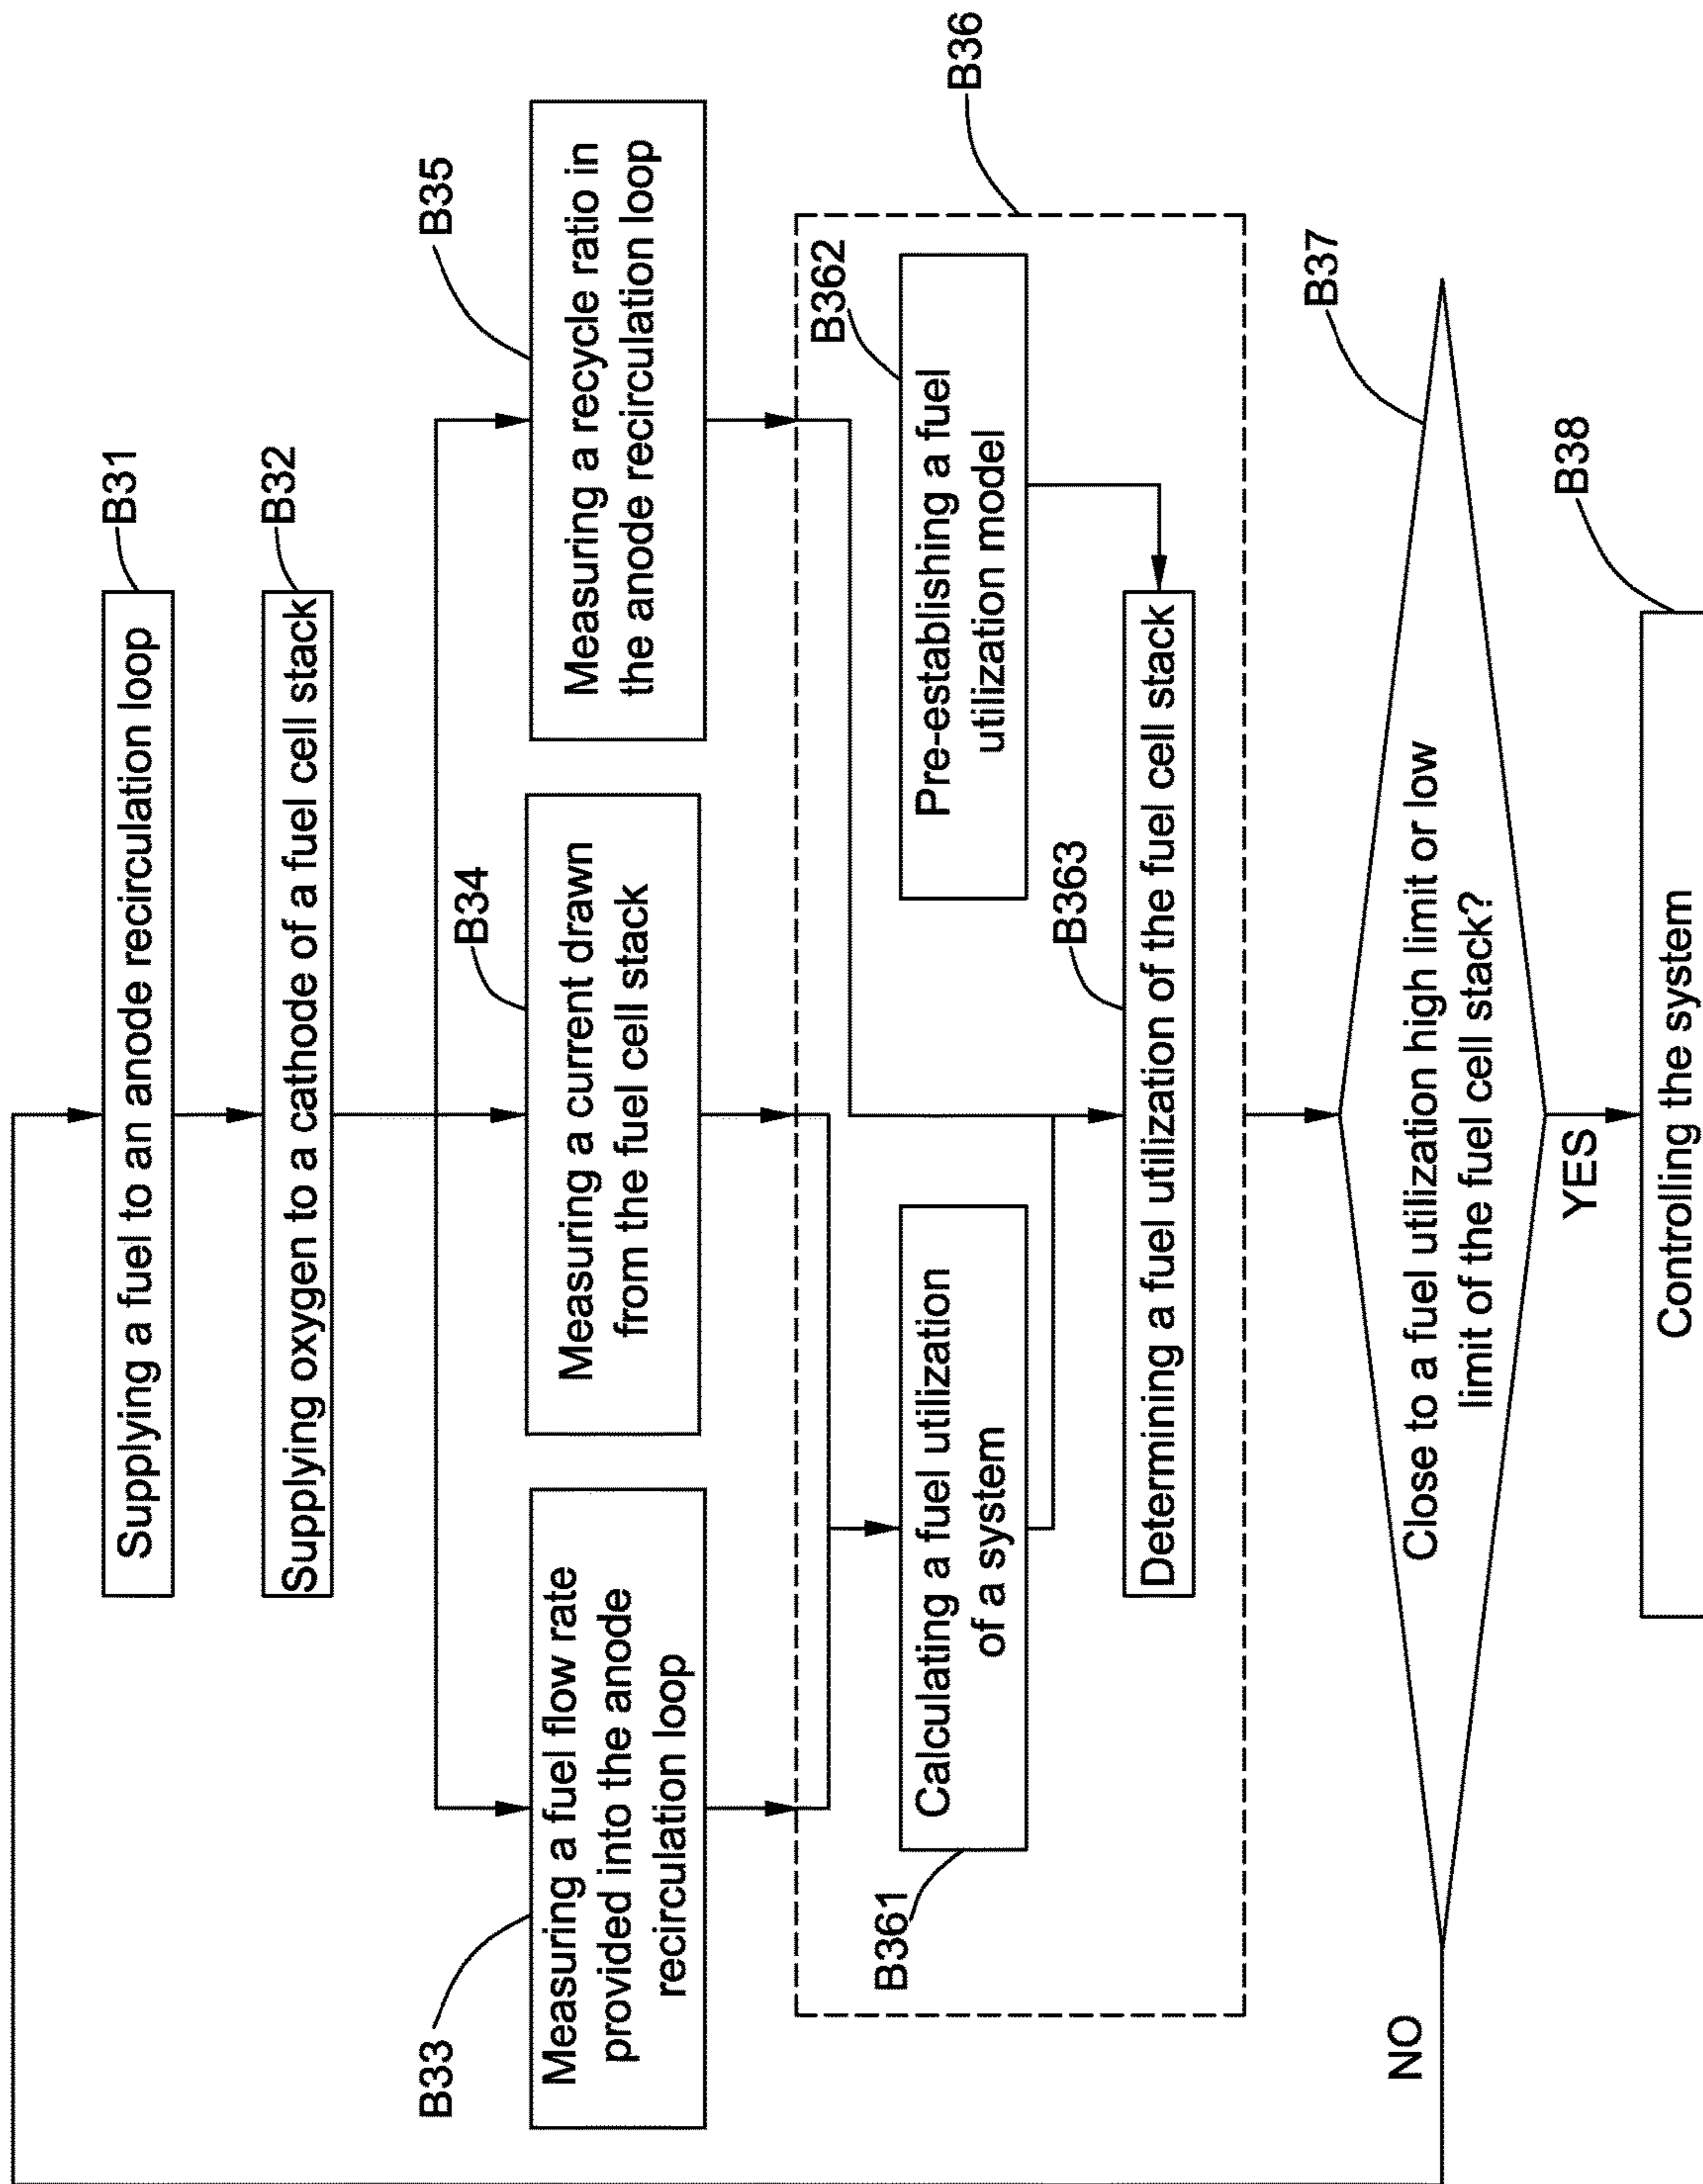 B31
Supplying a fuel to an anode recirculation loop
B32
Supplying oxygen to a cathode of a fuel cell stack
B33
Measuring a fuel flow rate
provided into the anode
recirculation loop
B34
Measuring a current drawn
from the fuel cell stack
B35
Measuring a recycle ratio in
the anode recirculation loop
B36
B361
Calculating a fuel utilization
of a system
B362
Pre-establishing a fuel
utilization model
B363
Determining a fuel utilization of the fuel cell stack
B37
Close to a fuel utilization high limit or low
limit of the fuel cell stack?
NO
YES
B38
Controlling the system